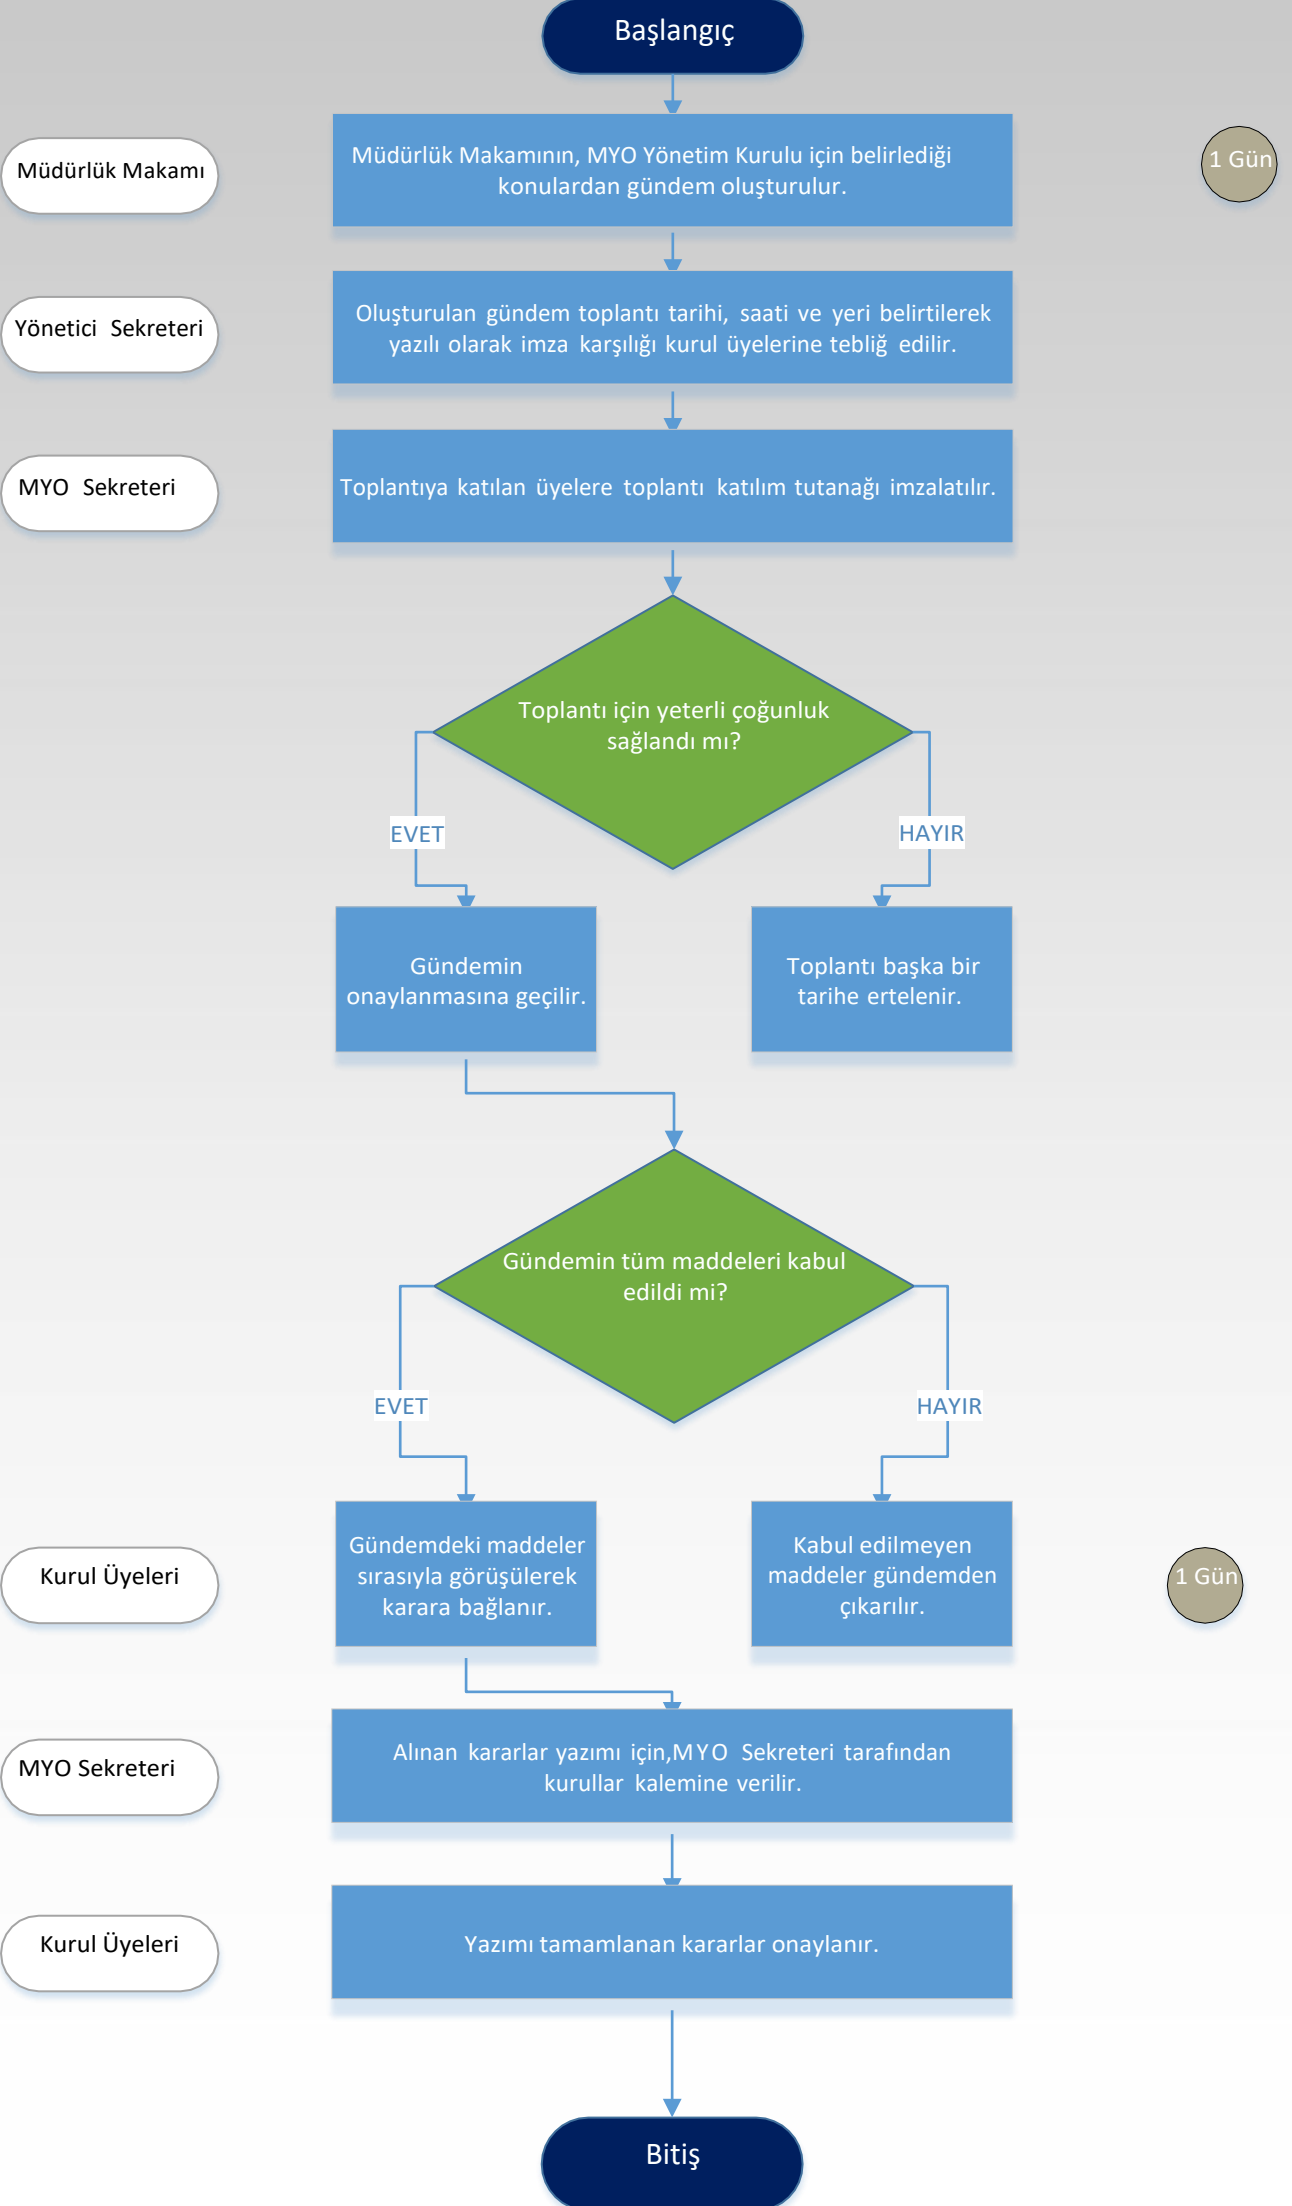 Başlangıç
Müdürlük Makamı
Müdürlük Makamının, MYO Yönetim Kurulu için belirlediği
konulardan gündem oluşturulur.
1 Gün
Yönetici Sekreteri
Oluşturulan gündem toplantı tarihi, saati ve yeri belirtilerek
yazılı olarak imza karşılığı kurul üyelerine tebliğ edilir.
MYO Sekreteri
Toplantıya katılan üyelere toplantı katılım tutanağı imzalatılır.
Toplantı için yeterli çoğunluk
sağlandı mı?
EVET
HAYIR
Gündemin
onaylanmasına geçilir.
Toplantı başka bir
tarihe ertelenir.
Gündemin tüm maddeleri kabul
edildi mi?
EVET
HAYIR
Kurul Üyeleri
Gündemdeki maddeler
sırasıyla görüşülerek
karara bağlanır.
Kabul edilmeyen
maddeler gündemden
çıkarılır.
1 Gün
MYO Sekreteri
Alınan kararlar yazımı için,MYO Sekreteri tarafından
kurullar kalemine verilir.
Kurul Üyeleri
Yazımı tamamlanan kararlar onaylanır.
Bitiş